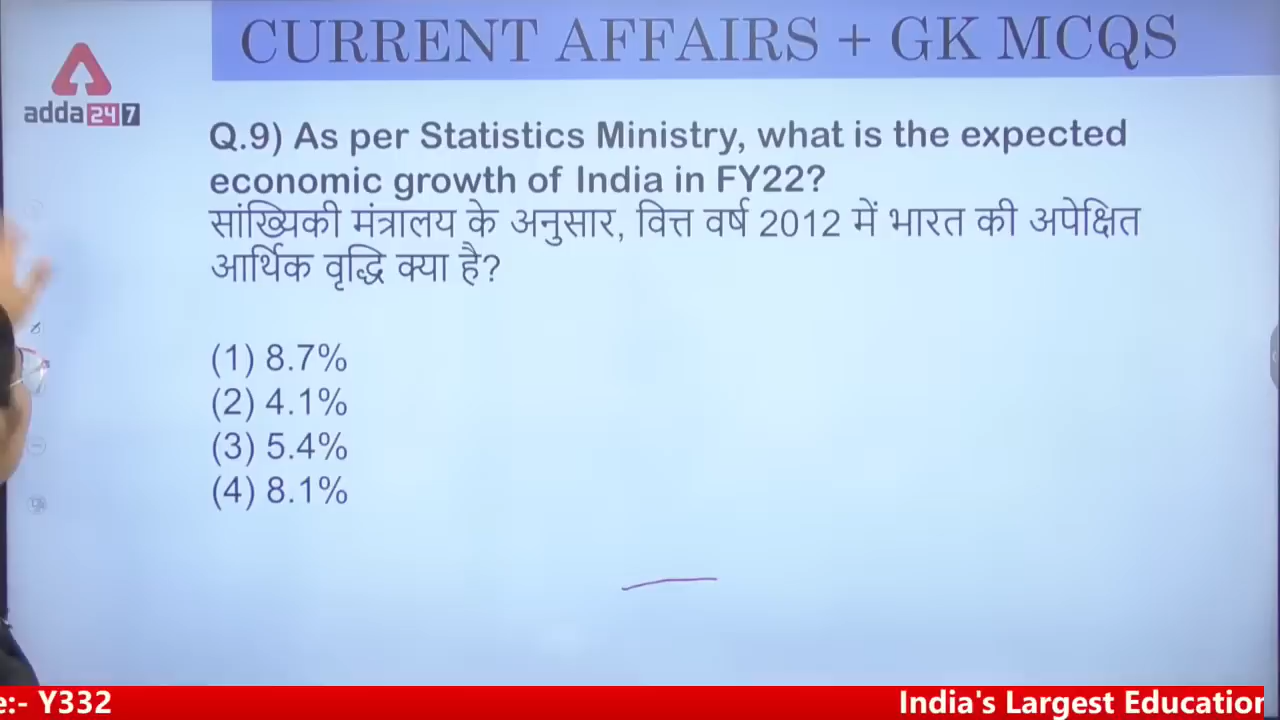 CURRENT AFFAIRS + GK MCQS
adda247
Q.9) As per Statistics Ministry, what is the expected
economic growth of India in FY22?
सांख्यिकी मंत्रालय के अनुसार, वित्त वर्ष 2012 में भारत की अपेक्षित
आर्थिक वृद्धि क्या है?
(1) 8.7%
(2) 4.1%
(3) 5.4%
(4) 8.1%
e:- Y332
India's Largest Education